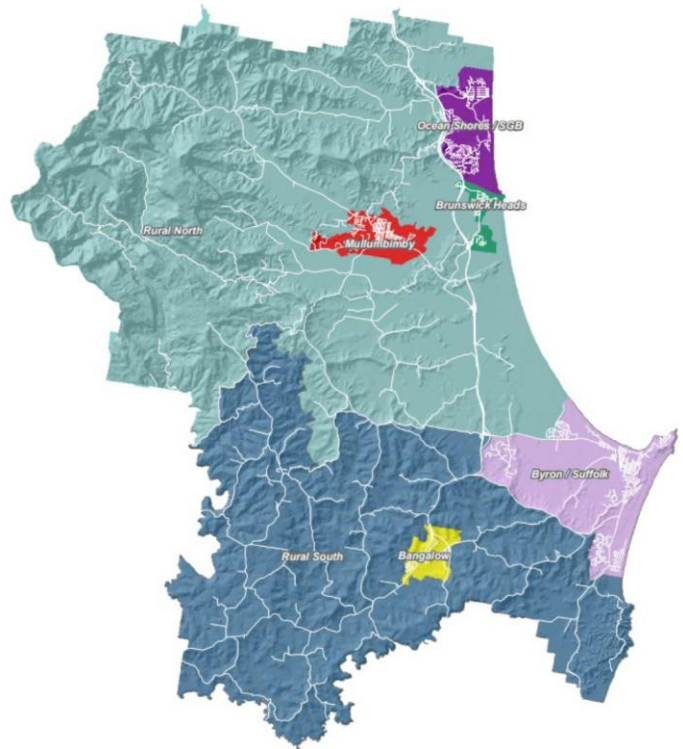 Ocean Shores / SGB
Brunswick Heads
Rural North
Mullumbimby
Byron / Suffolk
Rural South
Bangalow